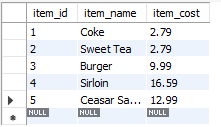 item_id item_name item_cost
1 Coke 2.79
2 Sweet Tea 2.79
3 Burger 9.99
4 Sirloin 16.59
5 Ceasar Sa... 12.99
NULL NULL NULL